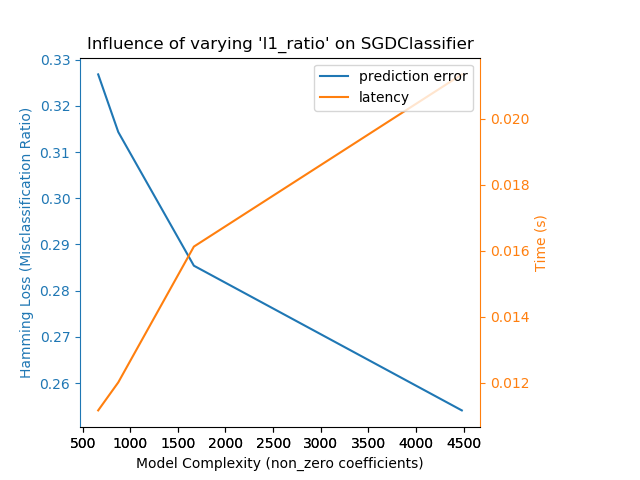 Influence of varying 'l1_ratio' on SGDClassifier
prediction error
latency
Hamming Loss (Misclassification Ratio)
0.33
0.32
0.31
0.30
0.29
0.28
0.27
0.26
0.020
0.018
0.016
0.014
0.012
Time (s)
500 1000 1500 2000 2500 3000 3500 4000 4500
Model Complexity (non_zero coefficients)